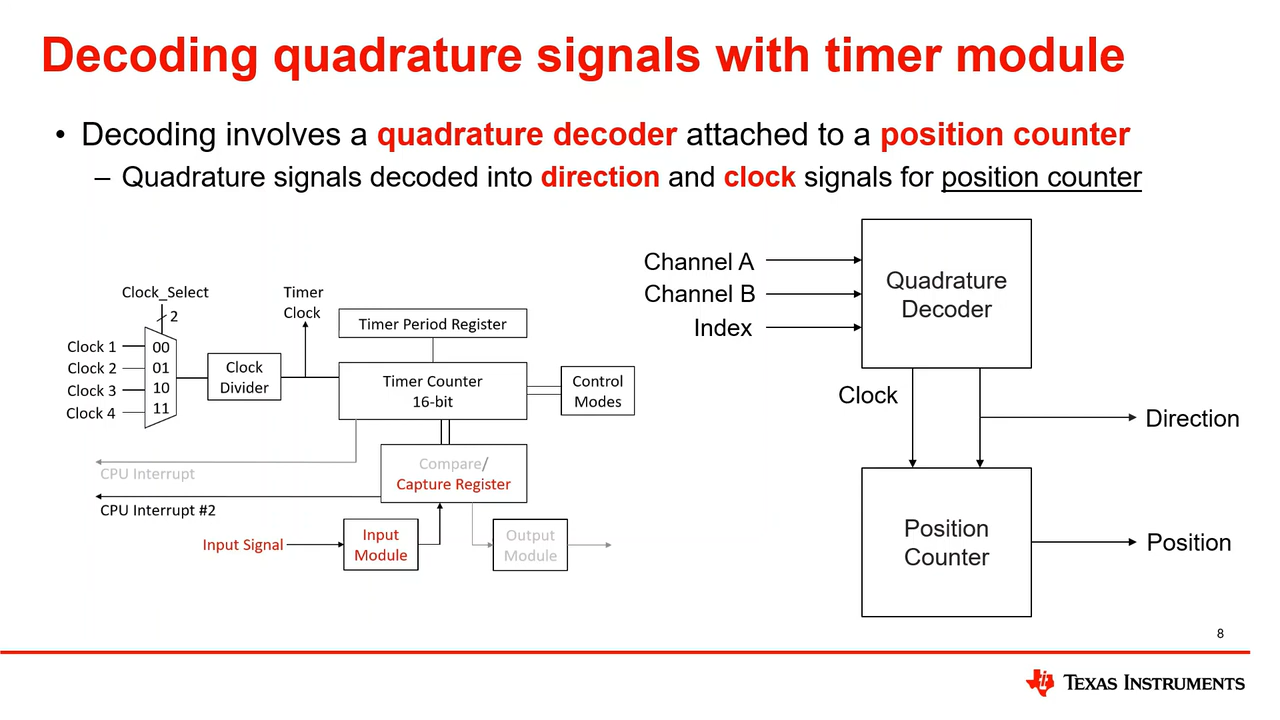 Decoding quadrature signals with timer module
• Decoding involves a quadrature decoder attached to a position counter
– Quadrature signals decoded into direction and clock signals for position counter
Clock_Select
2
Clock 1
Clock 2
Clock 3
Clock 4
00
01
10
11
Clock
Divider
Timer
Clock
Timer Period Register
Timer Counter
16-bit
Control
Modes
CPU Interrupt
Compare/
Capture Register
CPU Interrupt #2
Input Signal
Input
Module
Output
Module
Channel A
Channel B
Index
Quadrature
Decoder
Clock
Direction
Position
Counter
Position
8
TEXAS INSTRUMENTS